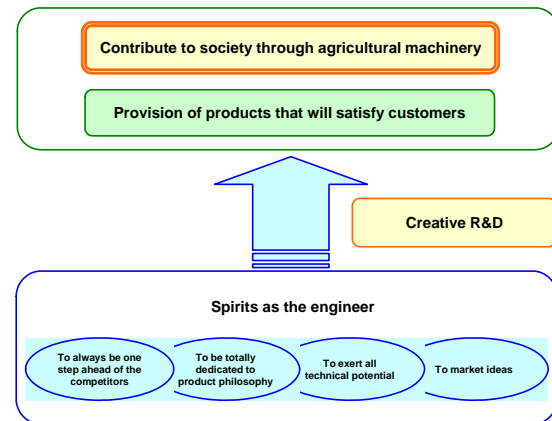 Contribute to society through agricultural machinery
Provision of products that will satisfy customers
Creative R&D
Spirits as the engineer
To always be one
step ahead of the
competitors
To be totally
dedicated to
product philosophy
To exert all
technical potential
To market ideas